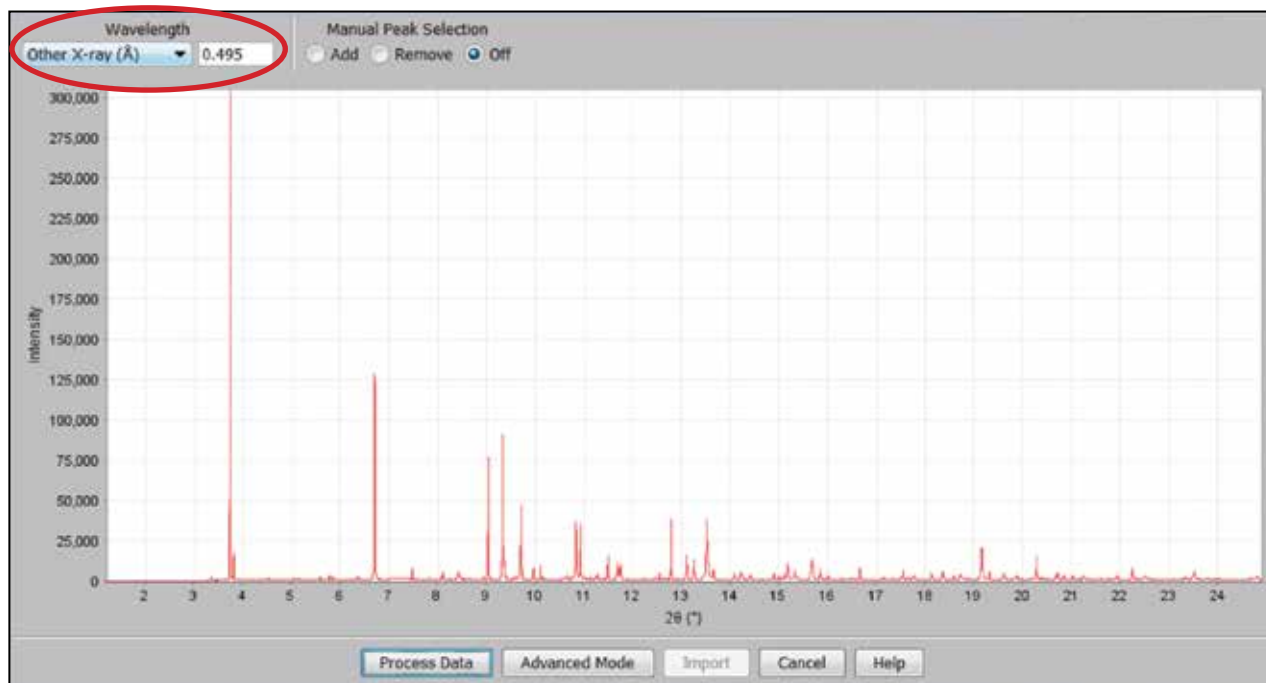 Wavelength
Manual Peak Selection
Other X-ray (Å) 0.495
Add Remove Off
300,000
275,000
250,000
225,000
200,000
175,000
150,000
125,000
100,000
75,000
50,000
25,000
0
intensity
2 3 4 5 6 7 8 9 10 11 12 13 14 15 16 17 18 19 20 21 22 23 24
2θ (°)
Process Data Advanced Mode Import Cancel Help